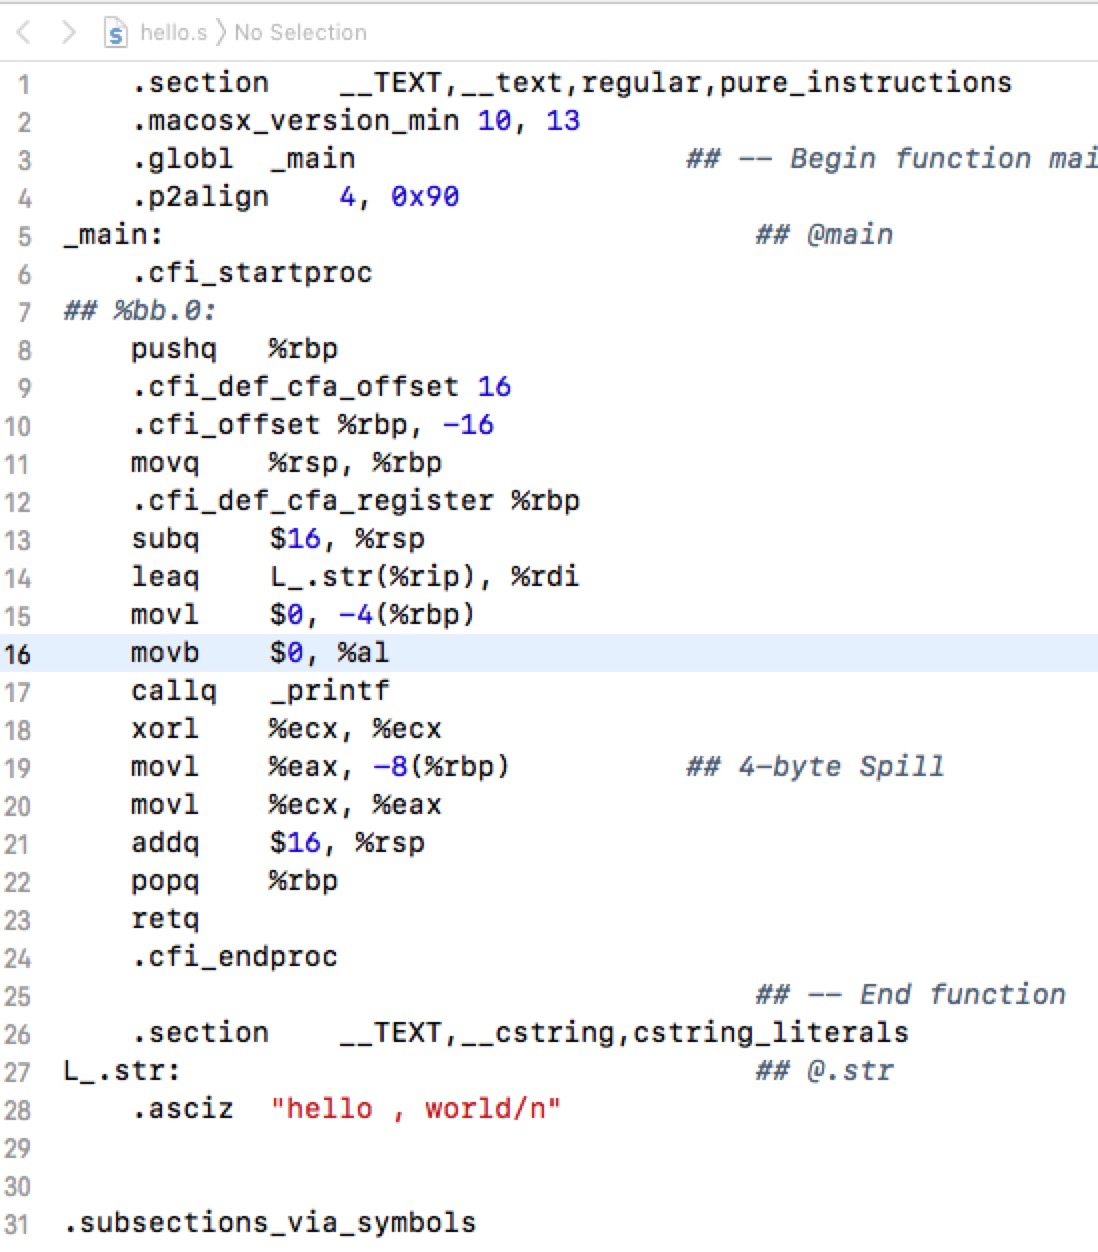 hello.s 〉 No Selection
1 .section __TEXT,__text,regular,pure_instructions
2 .macosx_version_min 10, 13
3 .globl _main ## -- Begin function mai
4 .p2align 4, 0x90
5 _main: ## @main
6 .cfi_startproc
7 ## %bb.0:
8 pushq %rbp
9 .cfi_def_cfa_offset 16
10 .cfi_offset %rbp, -16
11 movq %rsp, %rbp
12 .cfi_def_cfa_register %rbp
13 subq $16, %rsp
14 leaq L_.str(%rip), %rdi
15 movl $0, -4(%rbp)
16 movb $0, %al
17 callq _printf
18 xorl %ecx, %ecx
19 movl %eax, -8(%rbp) ## 4-byte Spill
20 movl %ecx, %eax
21 addq $16, %rsp
22 popq %rbp
23 retq
24 .cfi_endproc
25 ## -- End function
26 .section __TEXT,__cstring,cstring_literals
27 L_.str: ## @.str
28 .asciz "hello , world/n"
29
30
31 .subsections_via_symbols